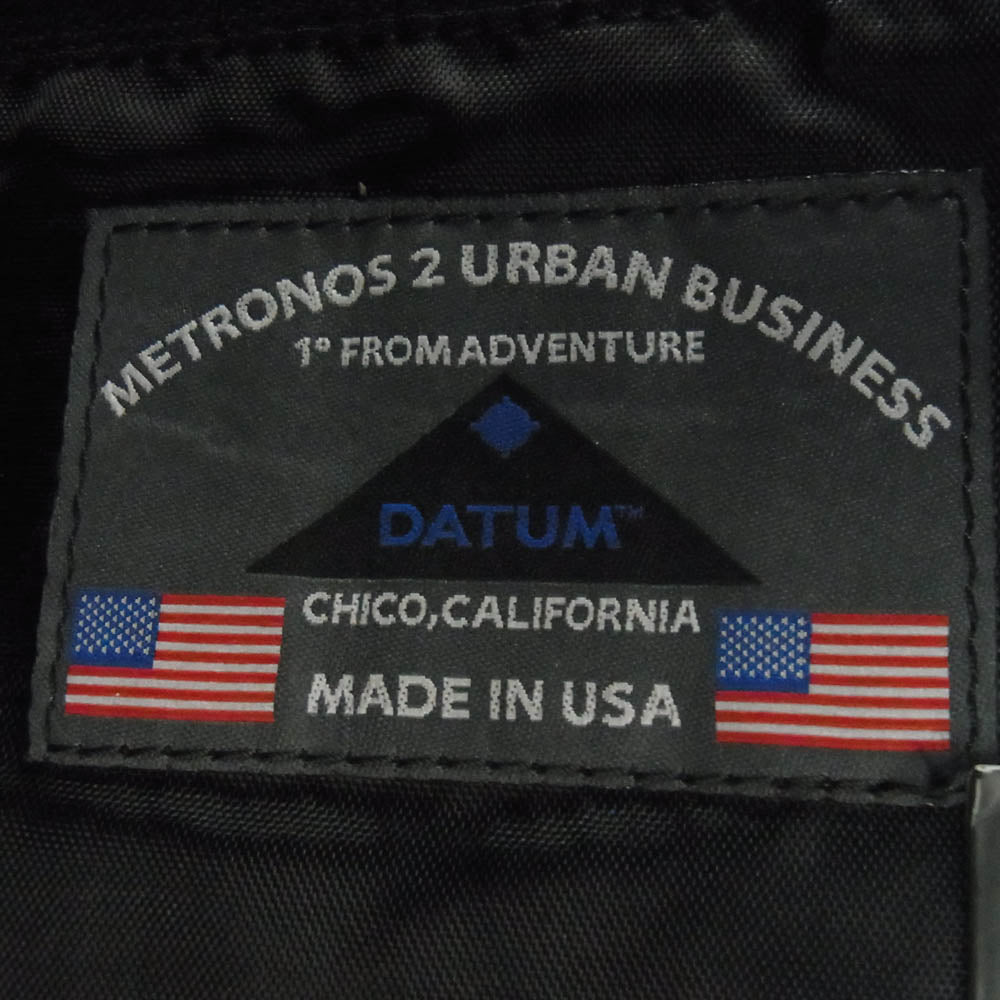 METRONOS 2 URBAN BUSINESS
1° FROM ADVENTURE
DATUM™
CHICO, CALIFORNIA
MADE IN USA